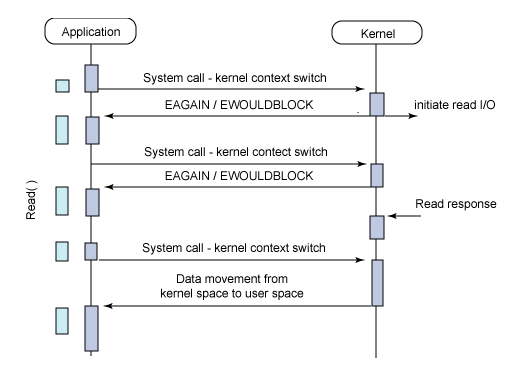 Application
Kernel
System call - kernel context switch
EAGAIN / EWOULDBLOCK
initiate read I/O
System call - kernel contect switch
EAGAIN / EWOULDBLOCK
Read( )
Read response
System call - kernel context switch
Data movement from
kernel space to user space